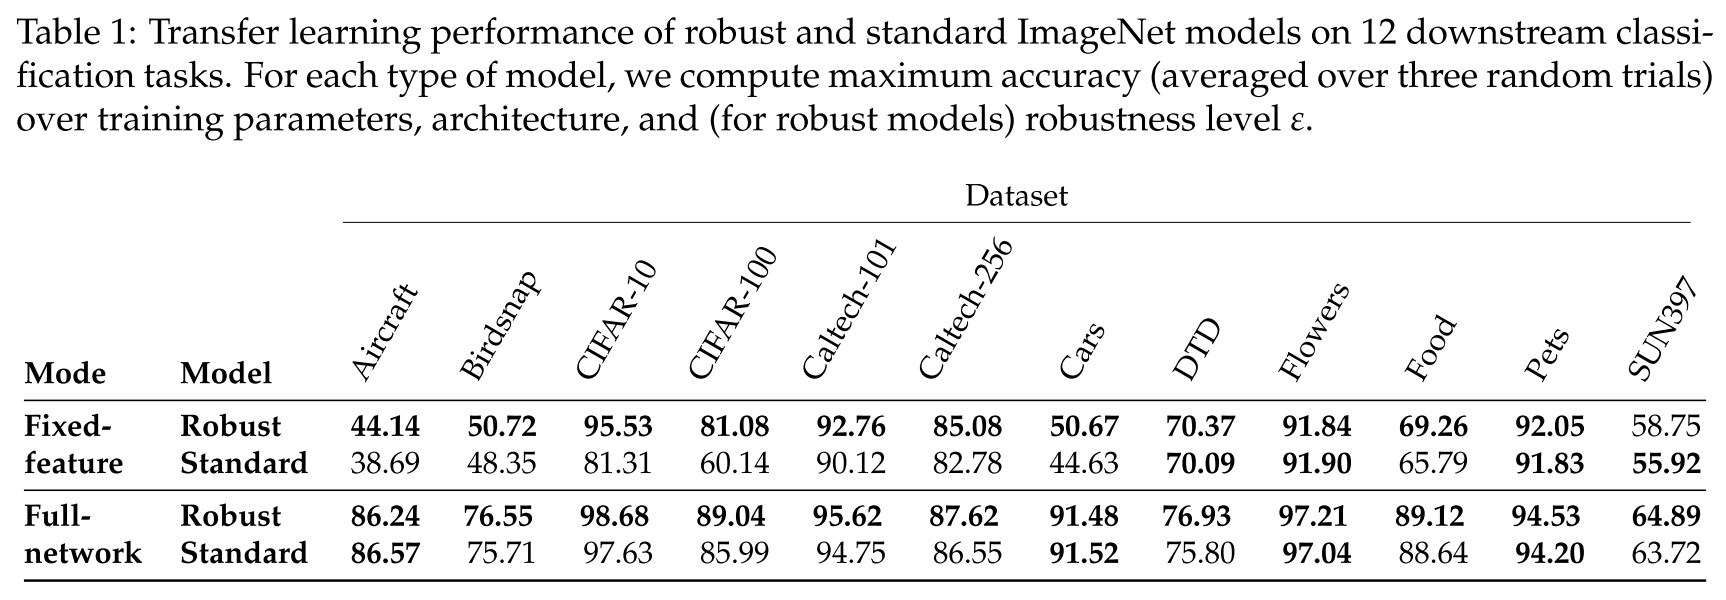 Table 1: Transfer learning performance of robust and standard ImageNet models on 12 downstream classi-
fication tasks. For each type of model, we compute maximum accuracy (averaged over three random trials)
over training parameters, architecture, and (for robust models) robustness level ε.
Dataset
Mode Model Aircraft Birdsnap CIFAR-10 CIFAR-100 Caltech-101 Caltech-256 Cars DTD Flowers Food Pets SUN397
Fixed- Robust 44.14 50.72 95.53 81.08 92.76 85.08 50.67 70.37 91.84 69.26 92.05 58.75
feature Standard 38.69 48.35 81.31 60.14 90.12 82.78 44.63 70.09 91.90 65.79 91.83 55.92
Full- Robust 86.24 76.55 98.68 89.04 95.62 87.62 91.48 76.93 97.21 89.12 94.53 64.89
network Standard 86.57 75.71 97.63 85.99 94.75 86.55 91.52 75.80 97.04 88.64 94.20 63.72